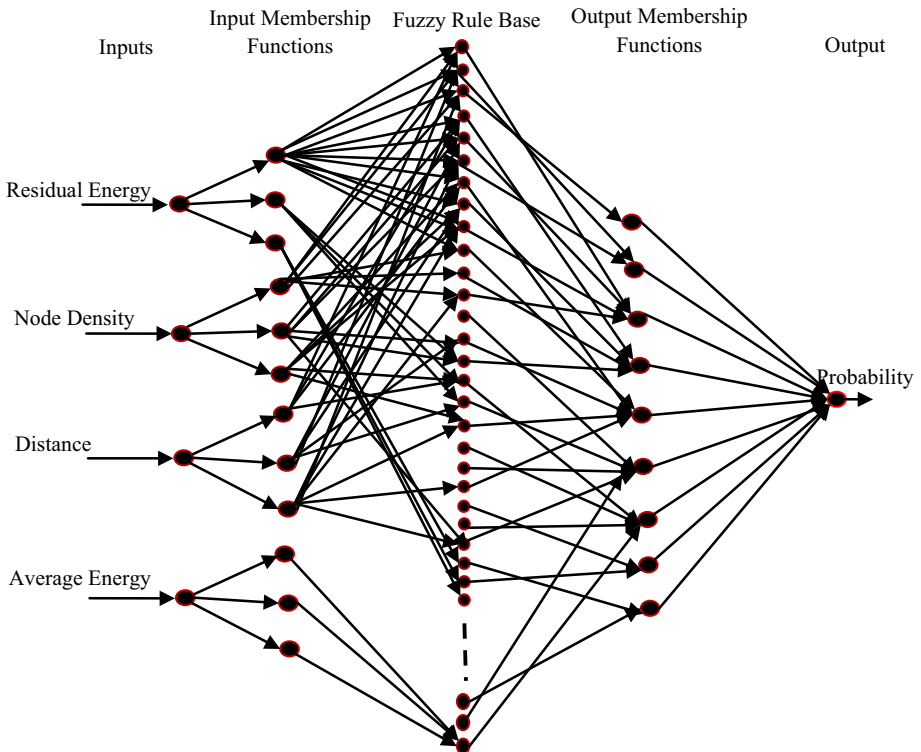 Inputs
Input Membership
Functions
Fuzzy Rule Base
Output Membership
Functions
Output
Residual Energy
Node Density
Distance
Average Energy
Probability